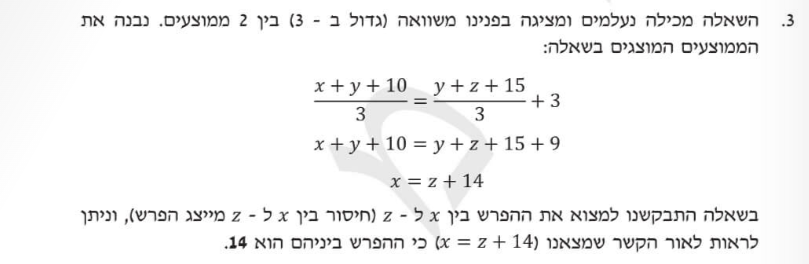 3. השאלה מכילה נעלמים ומציגה בפנינו משוואה (גדול ב - 3) בין 2 ממוצעים. נבנה את
הממוצעים המוצגים בשאלה:
(x + y + 10)/3 = (y + z + 15)/3 + 3
x + y + 10 = y + z + 15 + 9
x = z + 14
בשאלה התבקשנו למצוא את ההפרש בין x ל - z (חיסור בין x ל - z מייצג הפרש), וניתן
לראות לאור הקשר שמצאנו (x = z + 14) כי ההפרש ביניהם הוא 14.